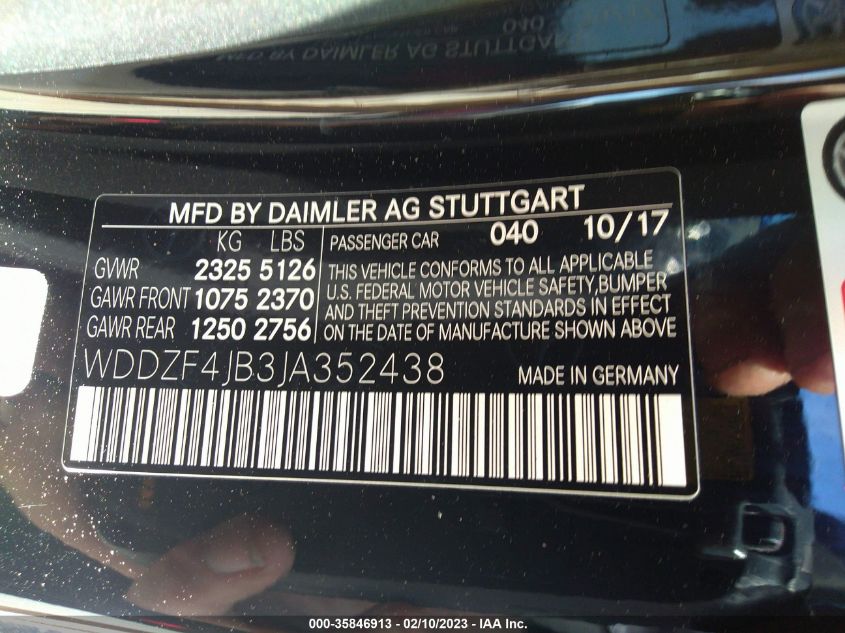 MFD BY DAIMLER AG STUTTGART
KG LBS
GVWR 2325 5126
GAWR FRONT 1075 2370
GAWR REAR 1250 2756
PASSENGER CAR 040 10/17
THIS VEHICLE CONFORMS TO ALL APPLICABLE
U.S. FEDERAL MOTOR VEHICLE SAFETY, BUMPER
AND THEFT PREVENTION STANDARDS IN EFFECT
ON THE DATE OF MANUFACTURE SHOWN ABOVE
WDDZF4JB3JA352438 MADE IN GERMANY
000-35846913 - 02/10/2023 - IAA Inc.